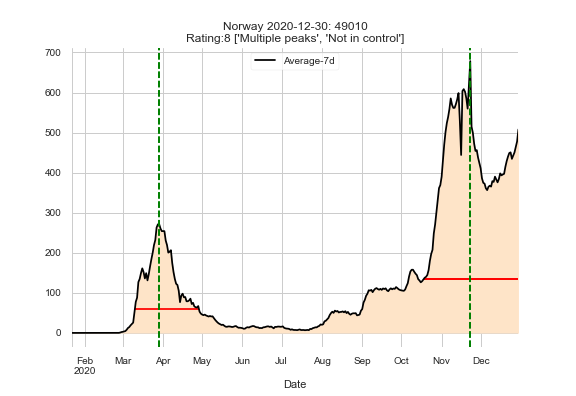 Norway 2020-12-30: 49010
Rating:8 ['Multiple peaks', 'Not in control']
Average-7d
700
600
500
400
300
200
100
0
Feb Mar Apr May Jun Jul Aug Sep Oct Nov Dec
2020
Date